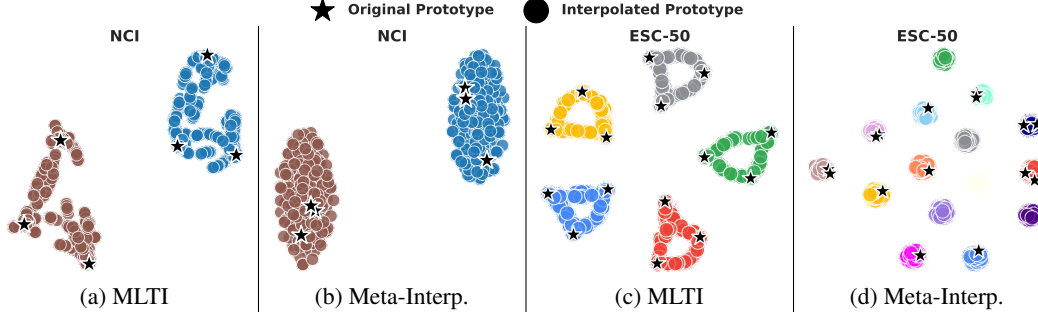 Original Prototype Interpolated Prototype
NCI NCI ESC-50 ESC-50
(a) MLTI (b) Meta-Interp. (c) MLTI (d) Meta-Interp.